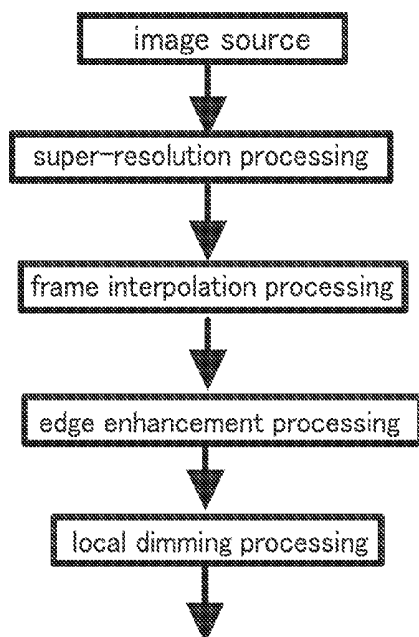 image source
super-resolution processing
frame interpolation processing
edge enhancement processing
local dimming processing